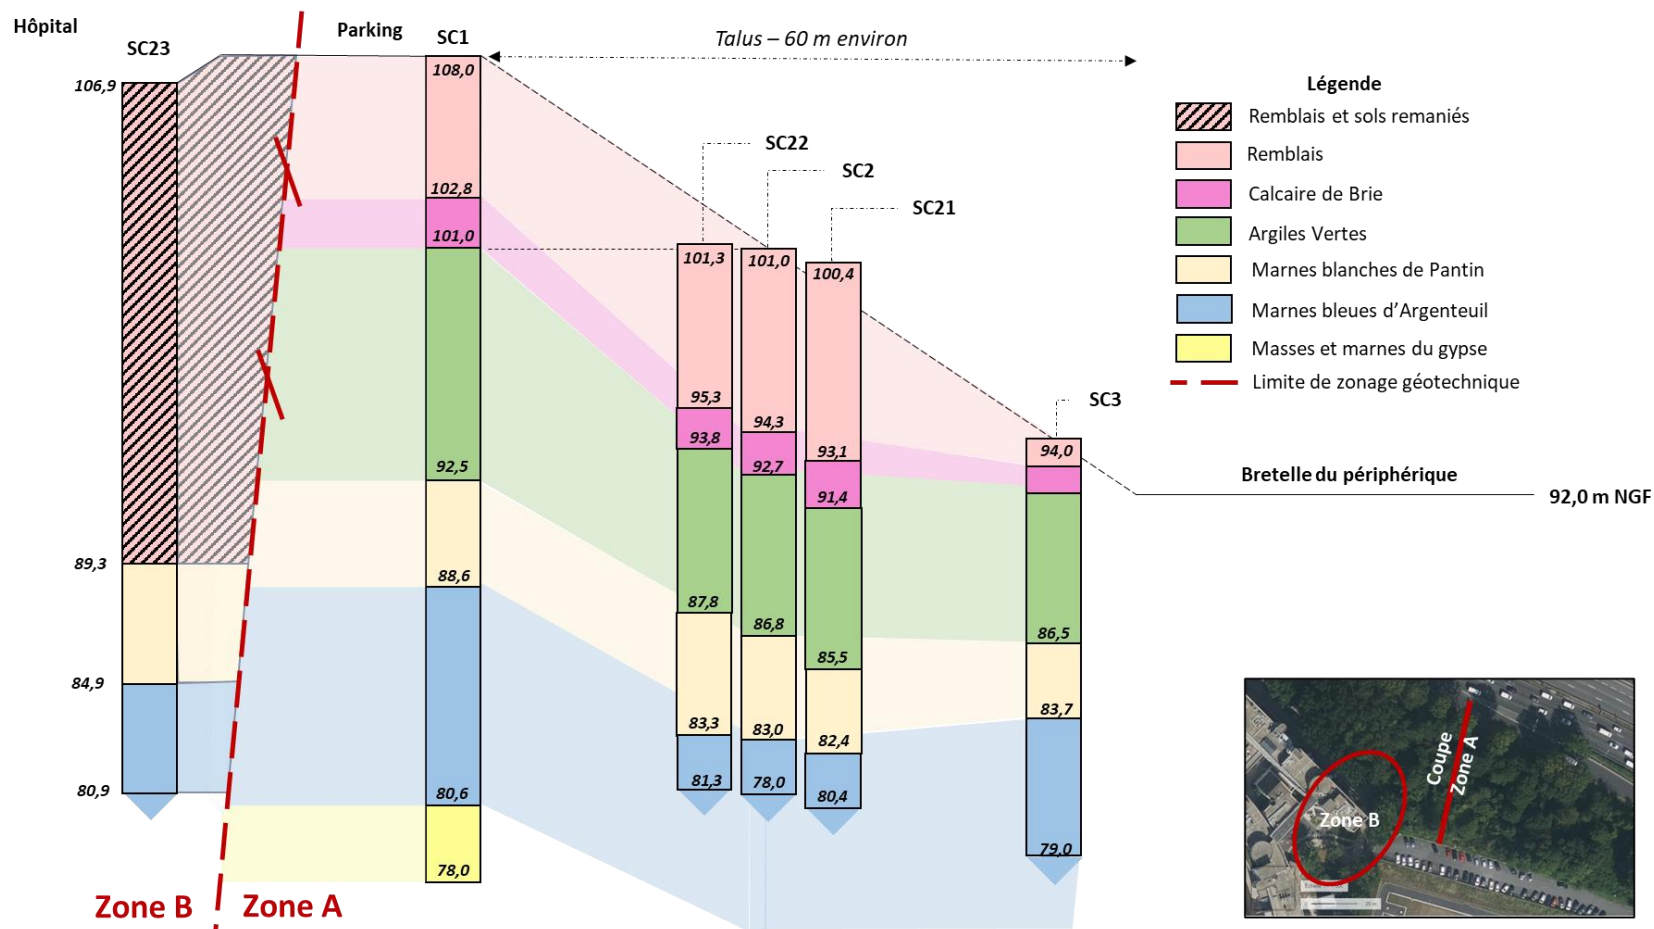 Hôpital
Parking
Talus – 60 m environ
SC23
SC1
106,9
89,3
84,9
80,9
108,0
102,8
101,0
92,5
88,6
80,6
78,0
SC22
101,3
95,3
93,8
87,8
83,3
81,3
SC2
101,0
94,3
92,7
86,8
83,0
78,0
SC21
100,4
93,1
91,4
85,5
82,4
80,4
SC3
94,0
86,5
83,7
79,0
Bretelle du périphérique
92,0 m NGF
Légende
Remblais et sols remaniés
Remblais
Calcaire de Brie
Argiles Vertes
Marnes blanches de Pantin
Marnes bleues d’Argenteuil
Masses et marnes du gypse
Limite de zonage géotechnique
Zone B
Zone A
Coupe
Zone A
Zone B